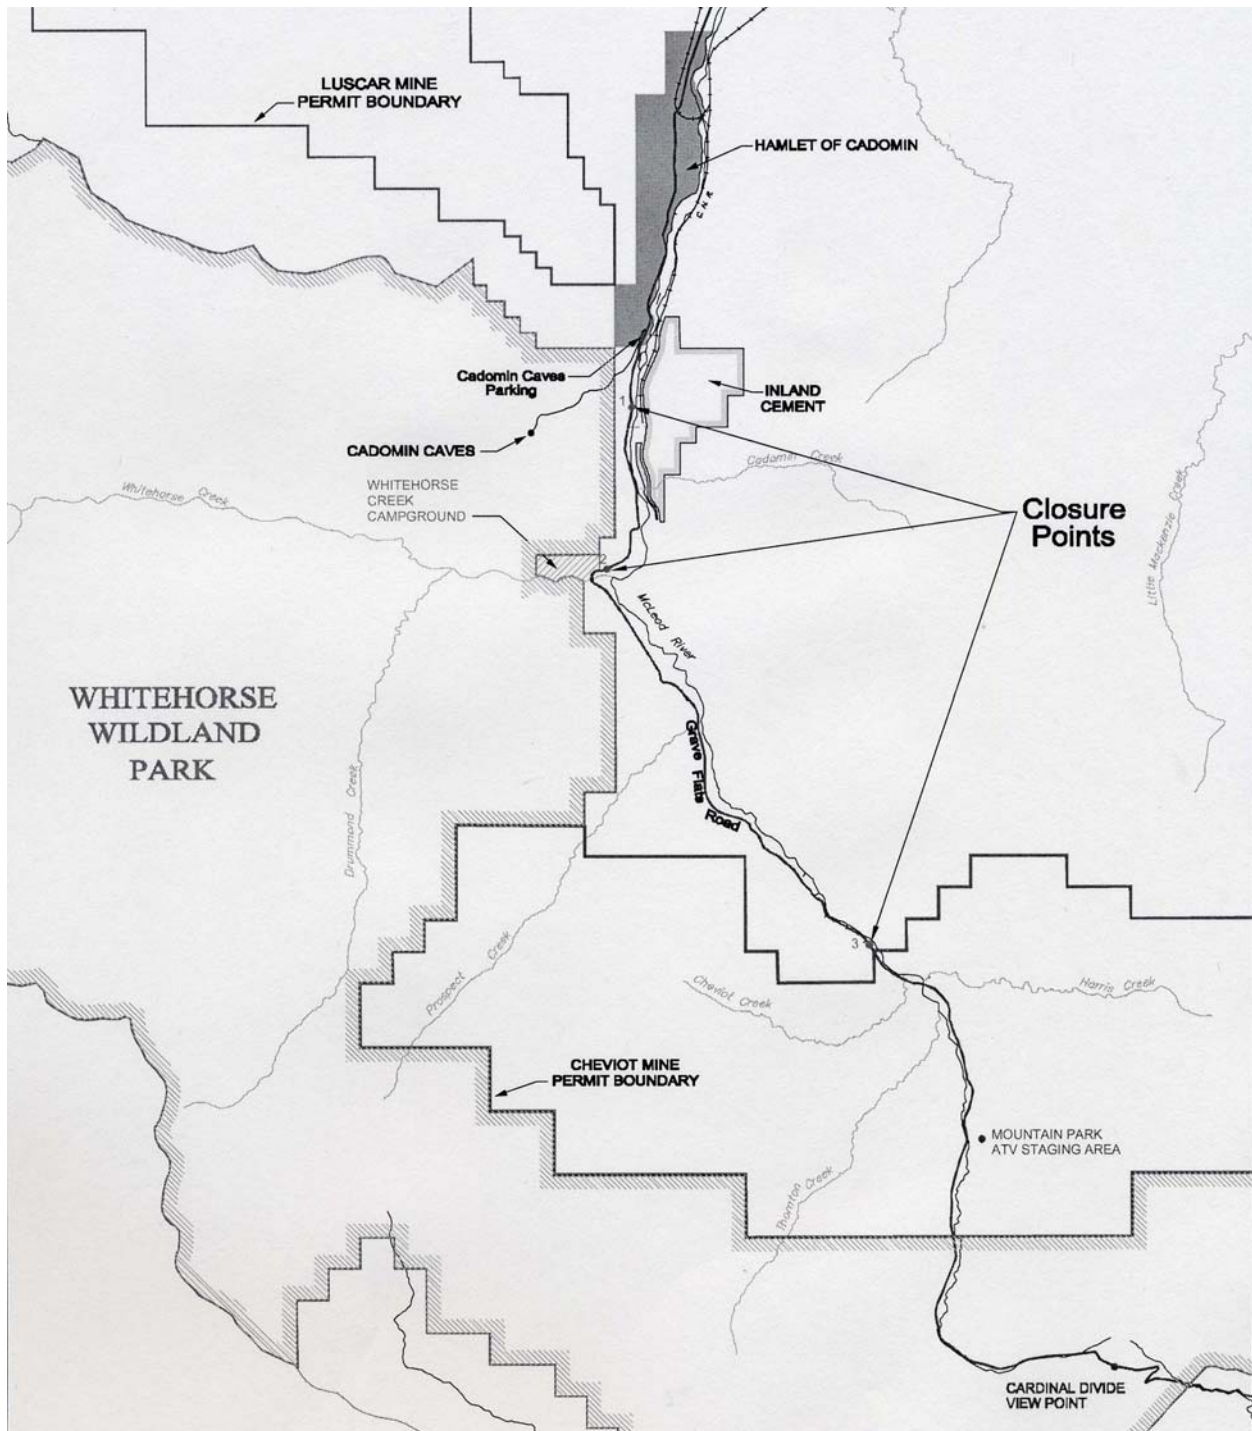 LUSCAR MINE
PERMIT BOUNDARY
HAMLET OF CADOMIN
C.N.R.
Cadomin Caves
Parking
1
INLAND
CEMENT
CADOMIN CAVES
Cadomin Creek
WHITEHORSE
CREEK
CAMPGROUND
Whitehorse Creek
Closure
Points
Little Mackenzie Creek
2
McLeod River
WHITEHORSE
WILDLAND
PARK
Grave Flats Road
Drummond Creek
3
Prospect Creek
Cheviot Creek
Harris Creek
CHEVIOT MINE
PERMIT BOUNDARY
MOUNTAIN PARK
ATV STAGING AREA
Thornton Creek
CARDINAL DIVIDE
VIEW POINT